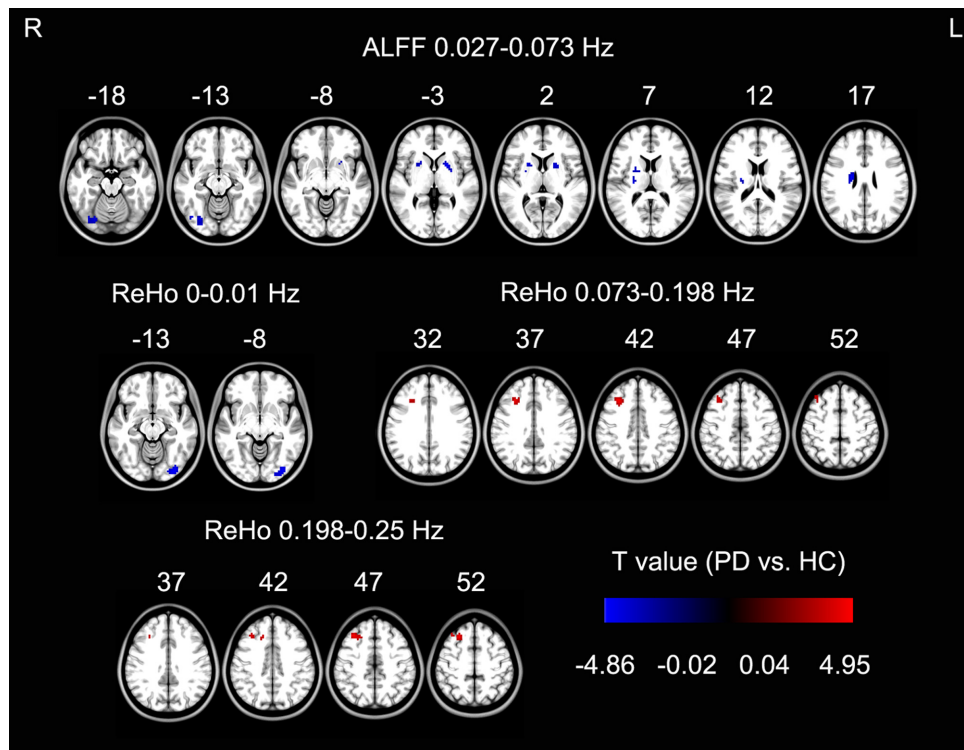 R L
ALFF 0.027-0.073 Hz
-18 -13 -8 -3 2 7 12 17
ReHo 0-0.01 Hz
-13 -8
ReHo 0.073-0.198 Hz
32 37 42 47 52
ReHo 0.198-0.25 Hz
37 42 47 52
T value (PD vs. HC)
-4.86 -0.02 0.04 4.95